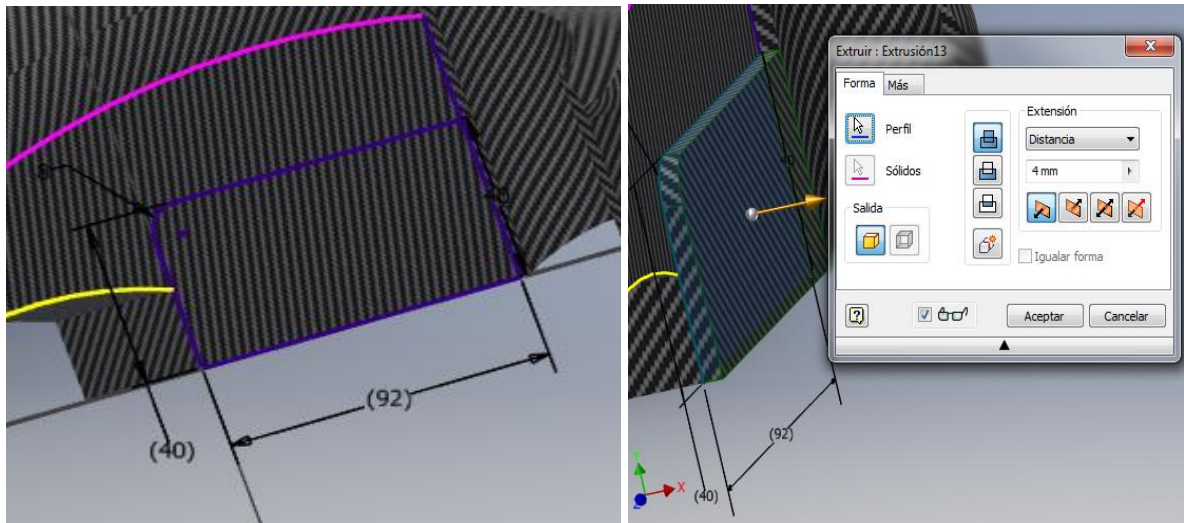 (92)
(40)
Extruir : Extrusión13
Forma
Más
Perfil
Sólidos
Salida
Extensión
Distancia
4 mm
Igualar forma
Aceptar
Cancelar
(92)
(40)
Y
X
Z